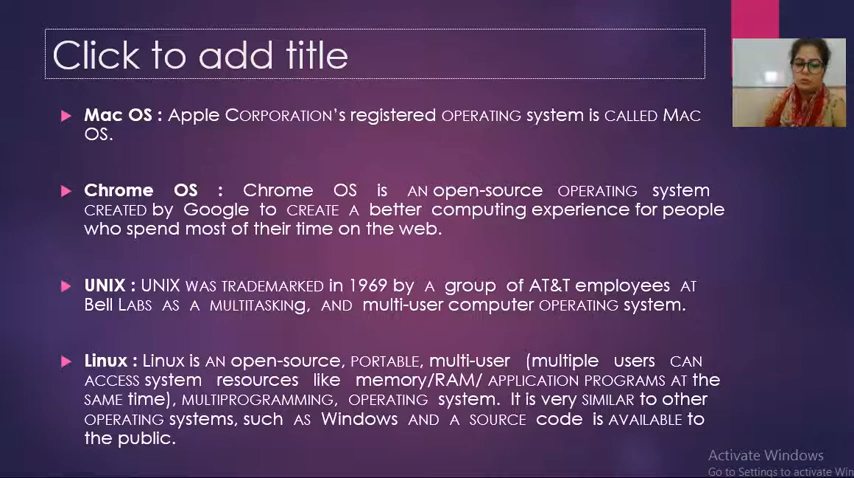 Click to add title
Mac OS : Apple CORPORATION's registered OPERATING system is CALLED MAC
OS.
Chrome OS : Chrome OS is AN open-source OPERATING system
CREATED by Google to CREATE A better computing experience for people
who spend most of their time on the web.
UNIX : UNIX WAS TRADEMARKED in 1969 by A group of AT&T employees AT
Bell LABS AS A MULTITASKINg, AND multi-user computer OPERATING system.
Linux : Linux is AN open-source, PORTABLE, multi-user (multiple users CAN
ACCESS system resources like memory/RAM/ APPLICATION PROGRAMS AT the
SAME time), MULTIPROGRAMMING, OPERATING system. It is very SIMILAR to other
OPERATING systems, such AS Windows AND A SOURCE code is AVAILABLE to
the public.
Activate Windows
Go to Settings to activate Win